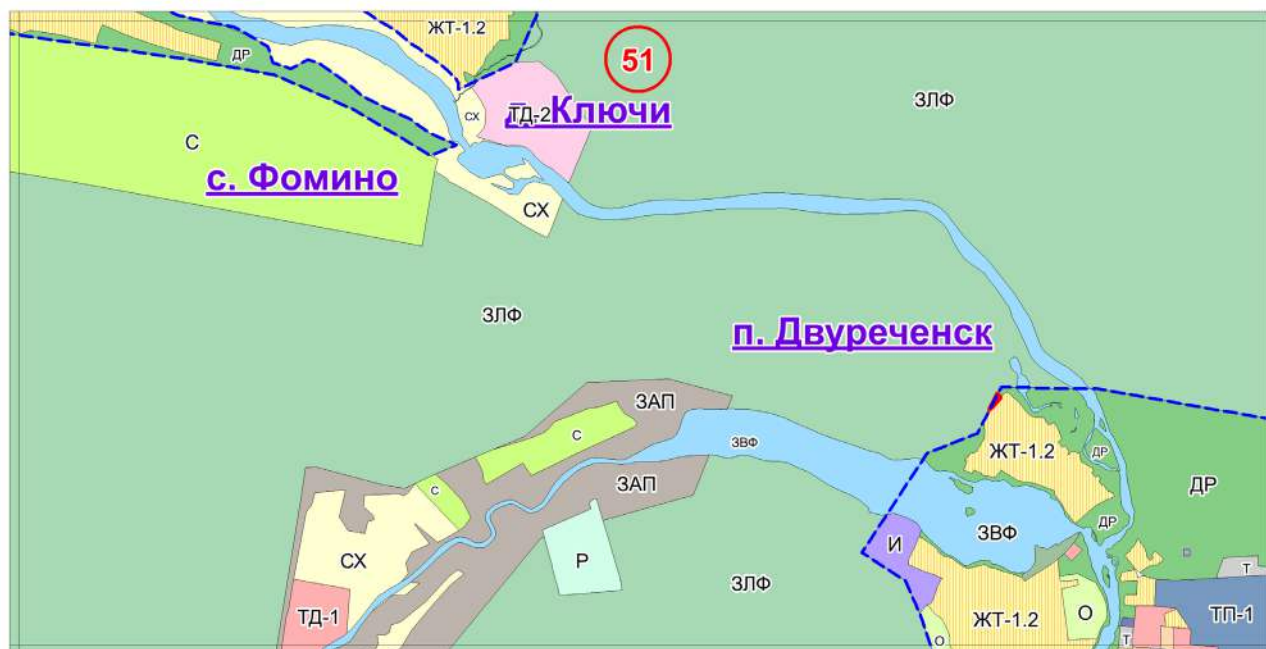 ЖТ-1.2
51
ДР
ЗЛФ
СХ
ТД-2
д. Ключи
С
с. Фомино
СХ
ЗЛФ
п. Двуреченск
ЗАП
С
ЗВФ
ЖТ-1.2
ДР
ЗАП
ДР
С
ДР
ЗВФ
И
СХ
Р
ЗЛФ
Т
ТД-1
О
ЖТ-1.2
ТП-1
О
Т